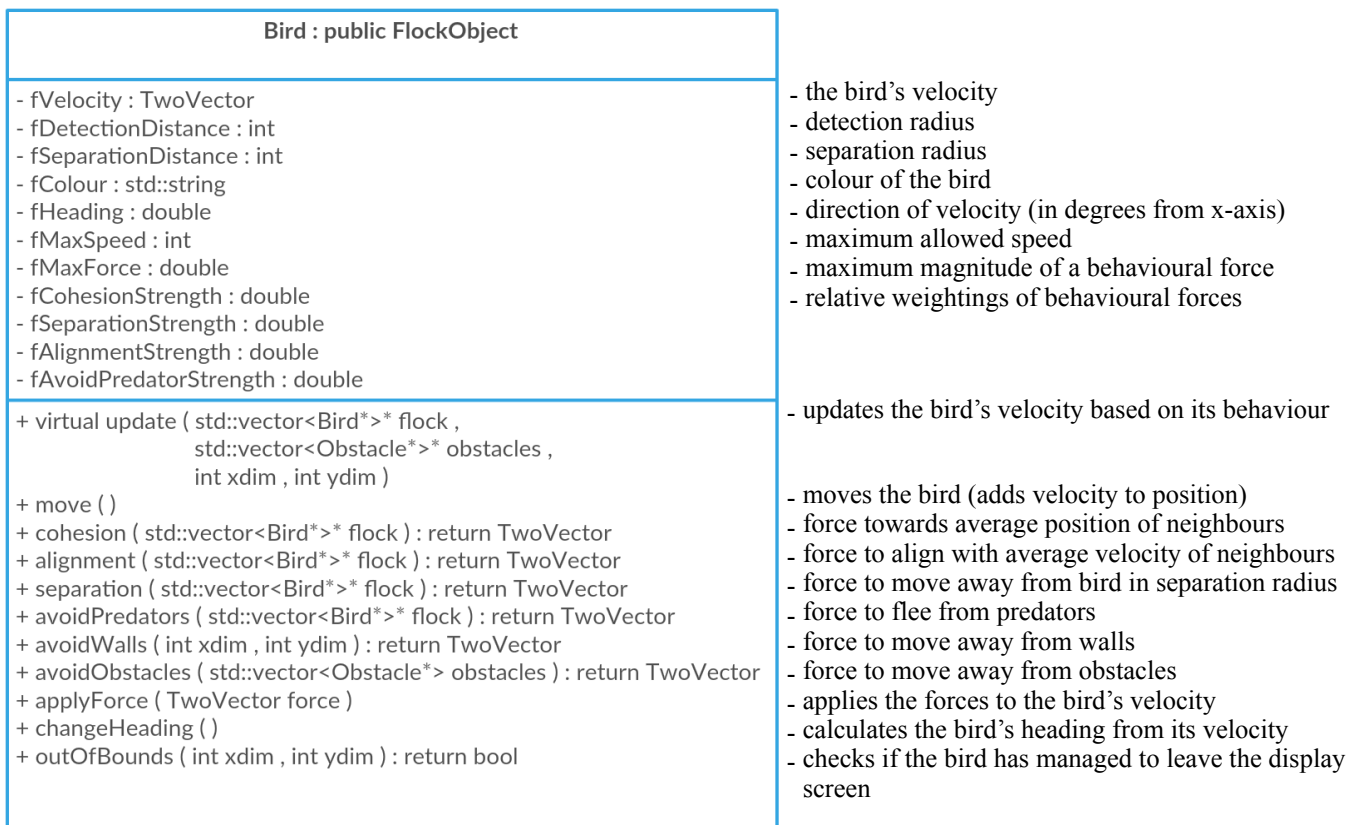 Bird : public FlockObject
- fVelocity : TwoVector
- fDetectionDistance : int
- fSeparationDistance : int
- fColour : std::string
- fHeading : double
- fMaxSpeed : int
- fMaxForce : double
- fCohesionStrength : double
- fSeparationStrength : double
- fAlignmentStrength : double
- fAvoidPredatorStrength : double
- the bird’s velocity
- detection radius
- separation radius
- colour of the bird
- direction of velocity (in degrees from x-axis)
- maximum allowed speed
- maximum magnitude of a behavioural force
- relative weightings of behavioural forces
+ virtual update ( std::vector<Bird*>* flock ,
std::vector<Obstacle*>* obstacles ,
int xdim , int ydim )
+ move ( )
+ cohesion ( std::vector<Bird*>* flock ) : return TwoVector
+ alignment ( std::vector<Bird*>* flock ) : return TwoVector
+ separation ( std::vector<Bird*>* flock ) : return TwoVector
+ avoidPredators ( std::vector<Bird*>* flock ) : return TwoVector
+ avoidWalls ( int xdim , int ydim ) : return TwoVector
+ avoidObstacles ( std::vector<Obstacle*> obstacles ) : return TwoVector
+ applyForce ( TwoVector force )
+ changeHeading ( )
+ outOfBounds ( int xdim , int ydim ) : return bool
- updates the bird’s velocity based on its behaviour
- moves the bird (adds velocity to position)
- force towards average position of neighbours
- force to align with average velocity of neighbours
- force to move away from bird in separation radius
- force to flee from predators
- force to move away from walls
- force to move away from obstacles
- applies the forces to the bird’s velocity
- calculates the bird’s heading from its velocity
- checks if the bird has managed to leave the display
screen